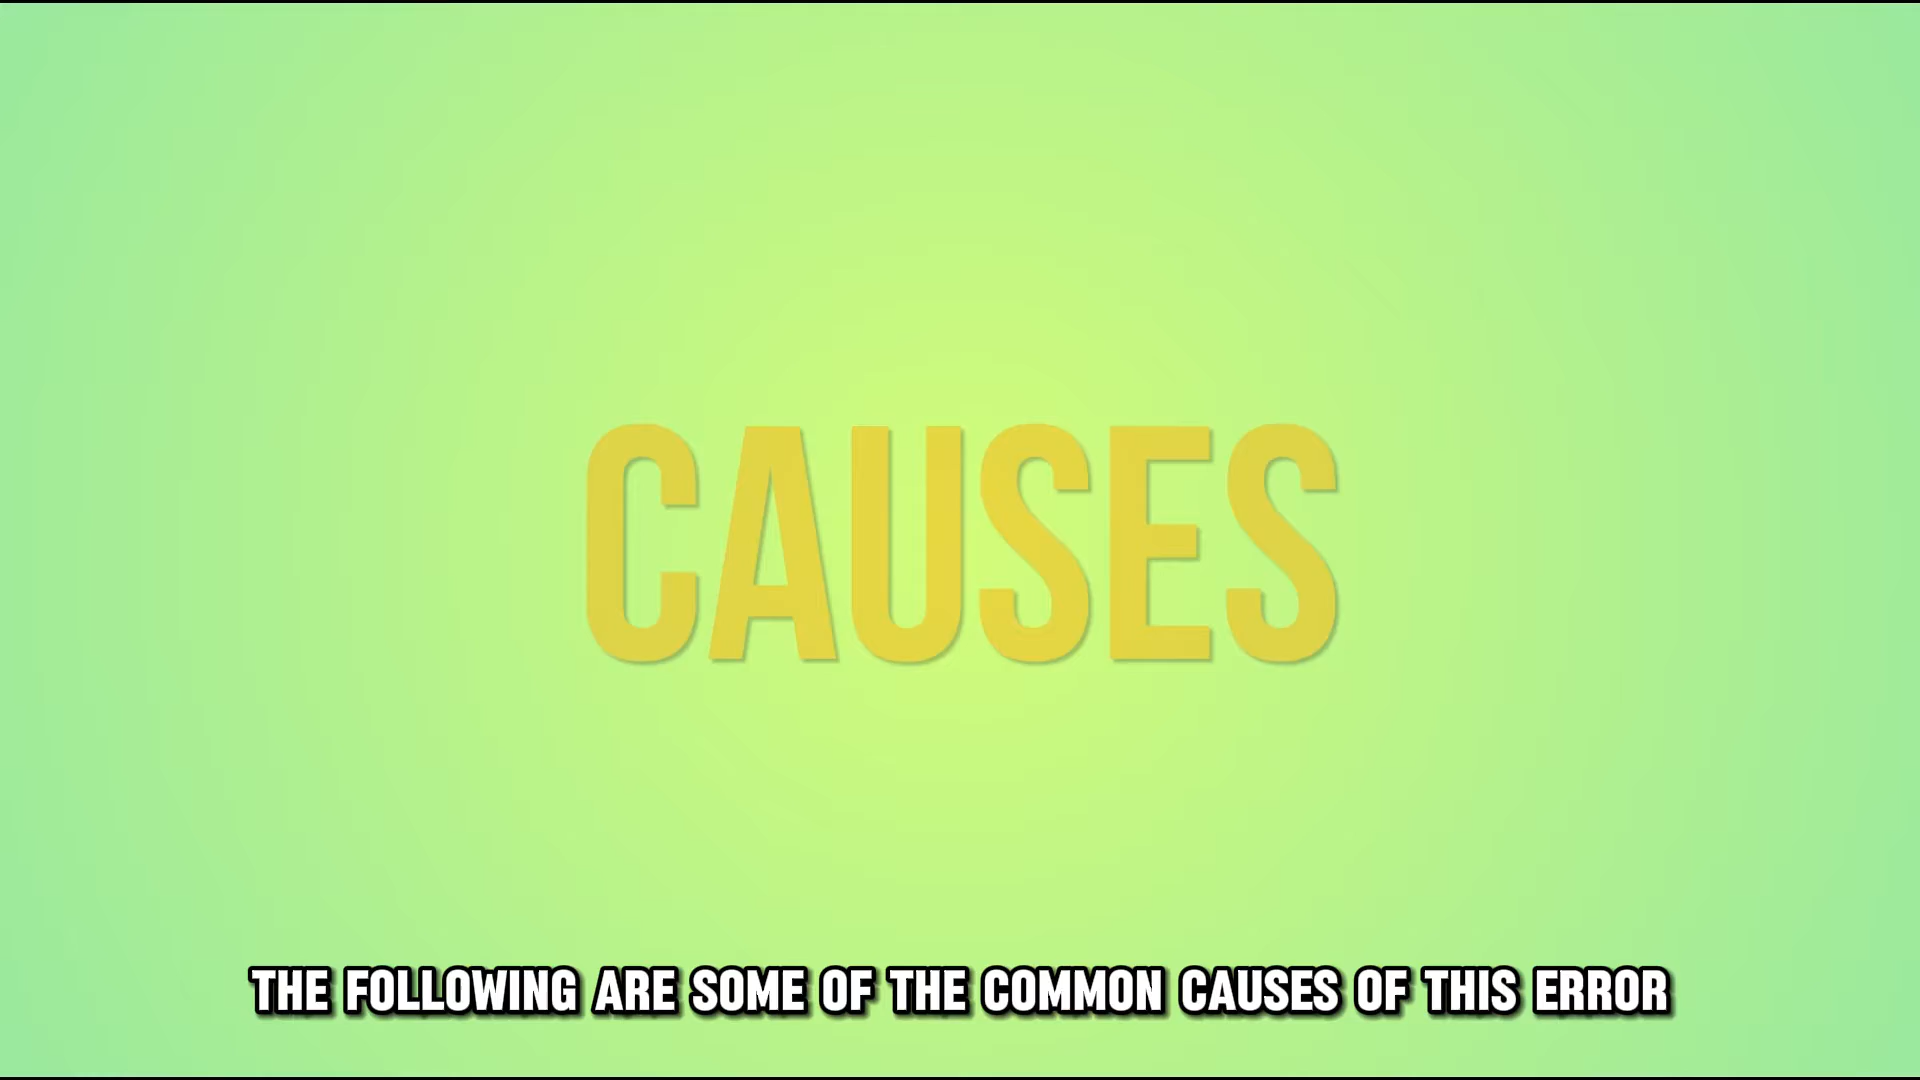 CAUSES
THE FOLLOWING ARE SOME OF THE COMMON CAUSES OF THIS ERROR